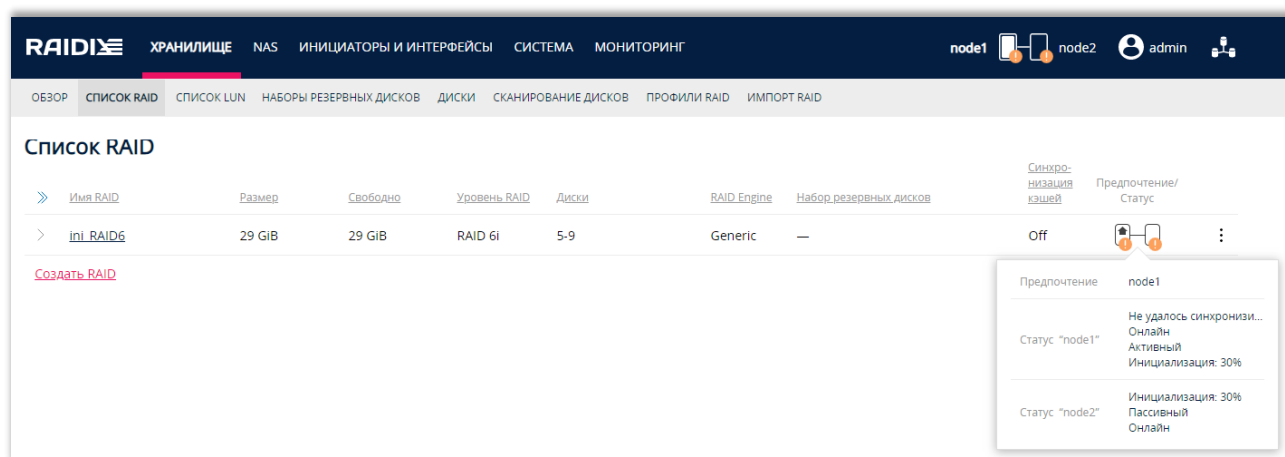 RAIDIX ХРАНИЛИЩЕ NAS ИНИЦИАТОРЫ И ИНТЕРФЕЙСЫ СИСТЕМА МОНИТОРИНГ node1 node2 admin
ОБЗОР СПИСОК RAID СПИСОК LUN НАБОРЫ РЕЗЕРВНЫХ ДИСКОВ ДИСКИ СКАНИРОВАНИЕ ДИСКОВ ПРОФИЛИ RAID ИМПОРТ RAID
Список RAID
Имя RAID Размер Свободно Уровень RAID Диски RAID Engine Набор резервных дисков
Синхро-
низация
кэшей
Предпочтение/
Статус
ini_RAID6 29 GiB 29 GiB RAID 6i 5-9 Generic — Off
Создать RAID
Предпочтение node1
Статус "node1"
Не удалось синхронизи...
Онлайн
Активный
Инициализация: 30%
Статус "node2"
Инициализация: 30%
Пассивный
Онлайн